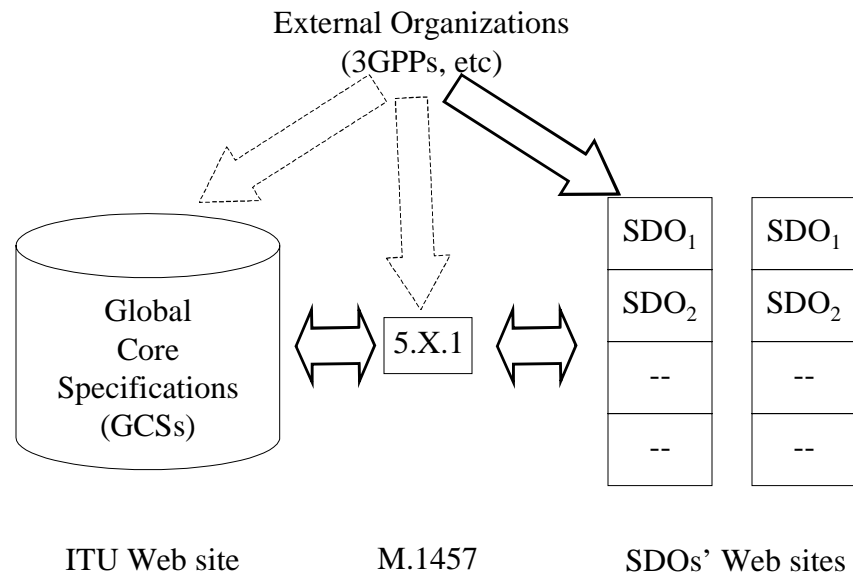 External Organizations
(3GPPs, etc)
SDO₁ SDO₁
SDO₂ SDO₂
-- --
-- --
Global
Core
Specifications
(GCSs)
5.X.1
ITU Web site M.1457 SDOs’ Web sites